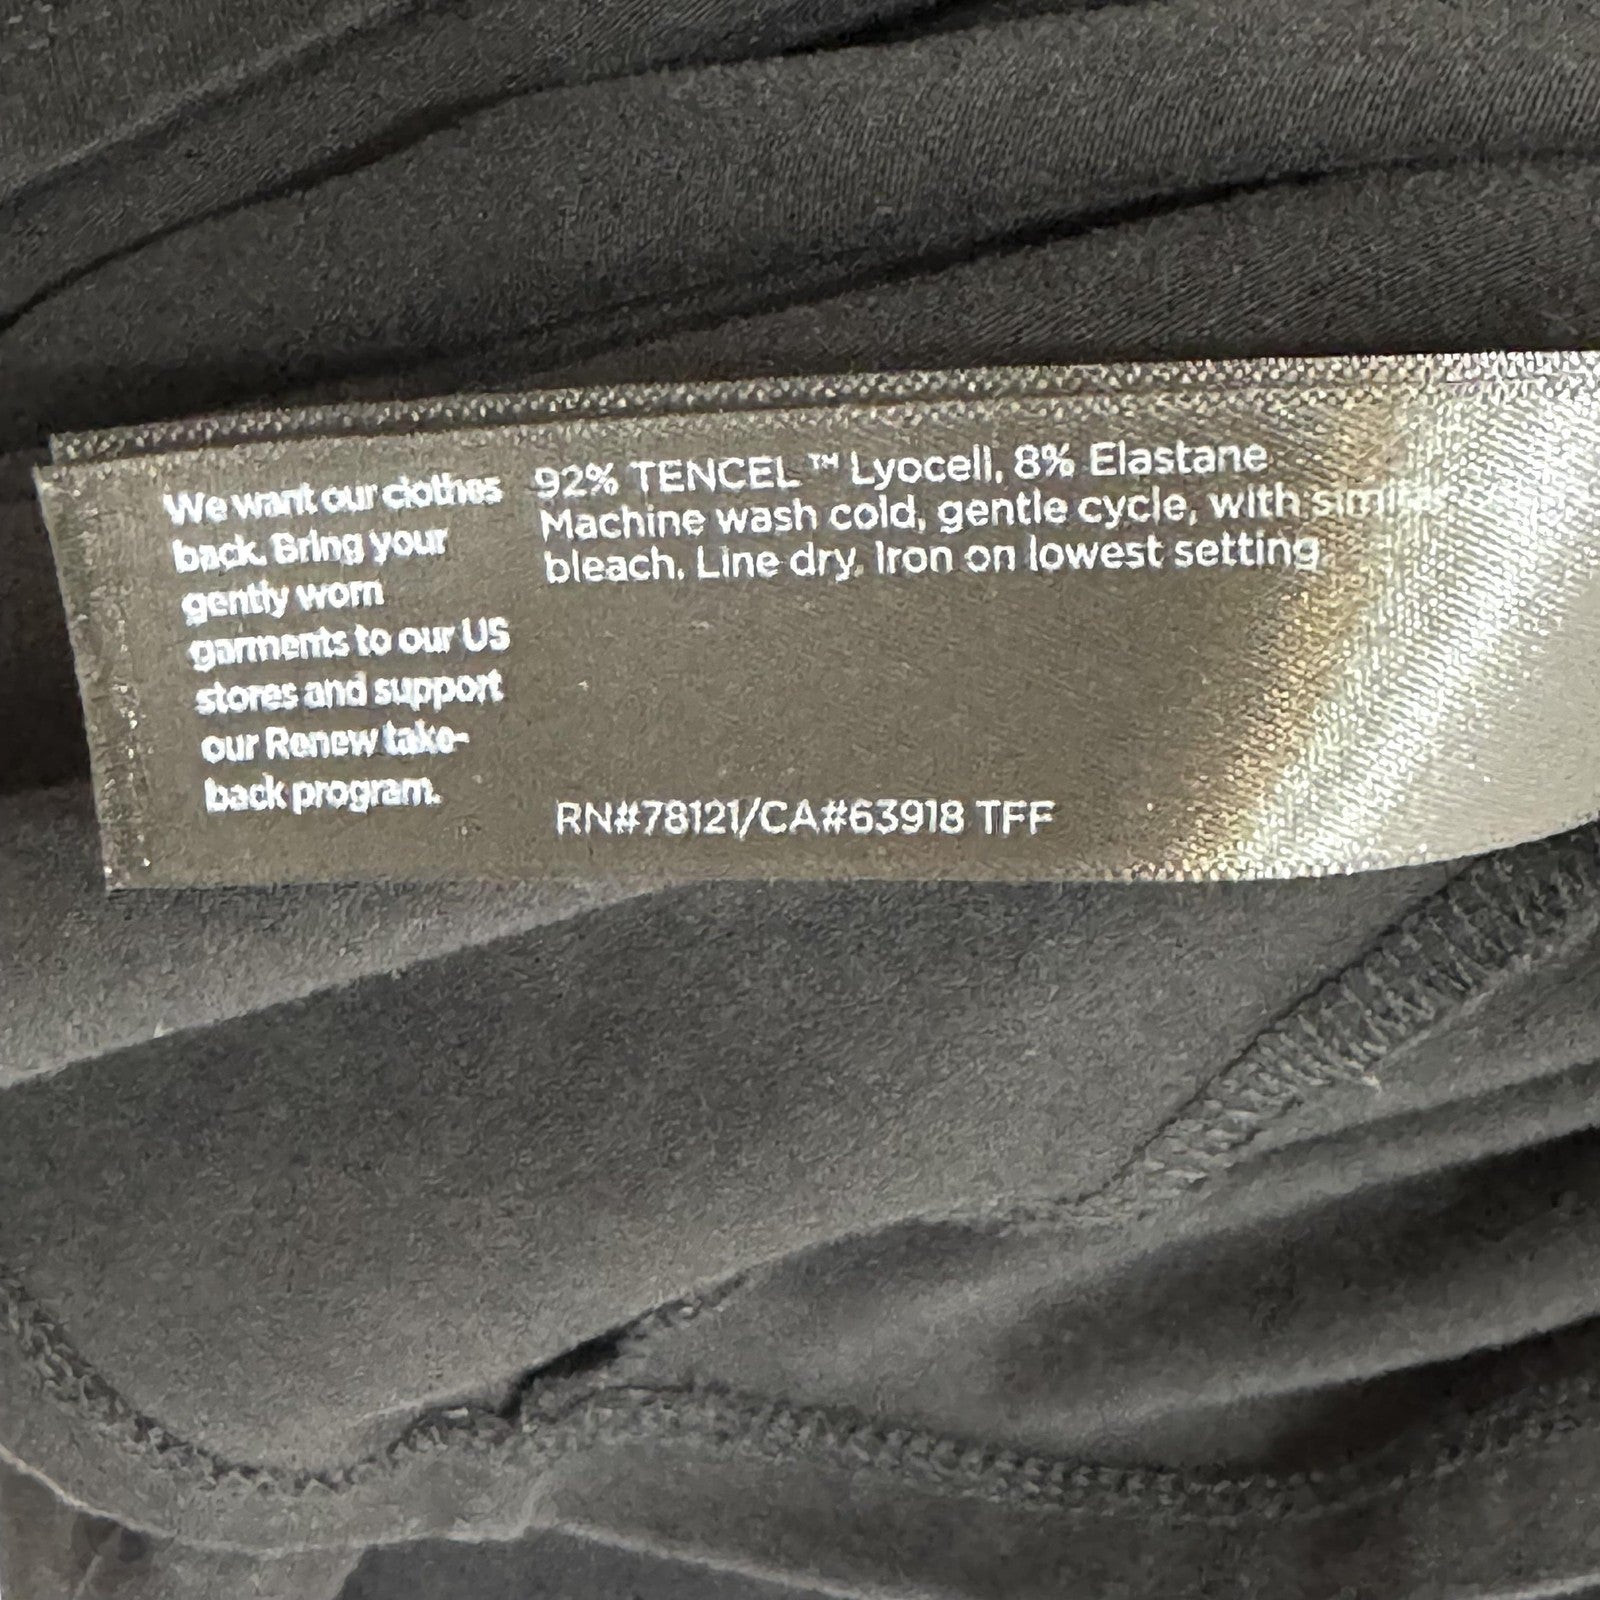 We want our clothes
back. Bring your
gently worn
garments to our US
stores and support
our Renew take-
back program.
92% TENCEL ™ Lyocell, 8% Elastane
Machine wash cold, gentle cycle, with similar
bleach. Line dry. Iron on lowest setting
RN#78121/CA#63918 TFF